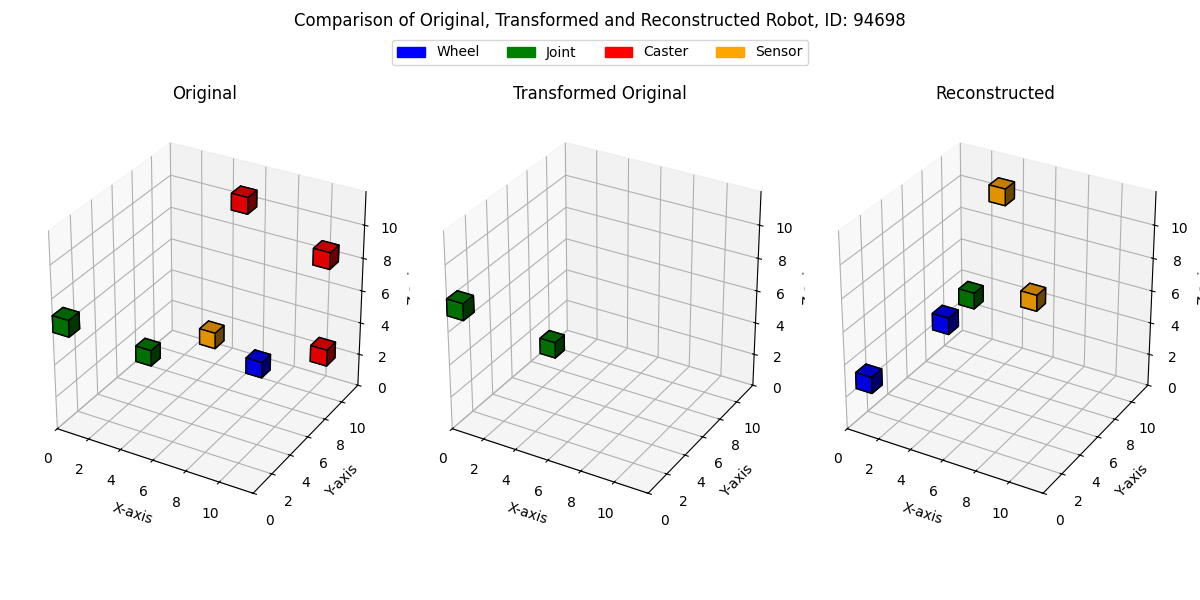 Comparison of Original, Transformed and Reconstructed Robot, ID: 94698
Wheel Joint Caster Sensor
Original
Transformed Original
Reconstructed
0 2 4 6 8 10
X-axis
0 2 4 6 8 10
Y-axis
0 2 4 6 8 10
0 2 4 6 8 10
X-axis
0 2 4 6 8 10
Y-axis
0 2 4 6 8 10
0 2 4 6 8 10
X-axis
0 2 4 6 8 10
Y-axis
0 2 4 6 8 10